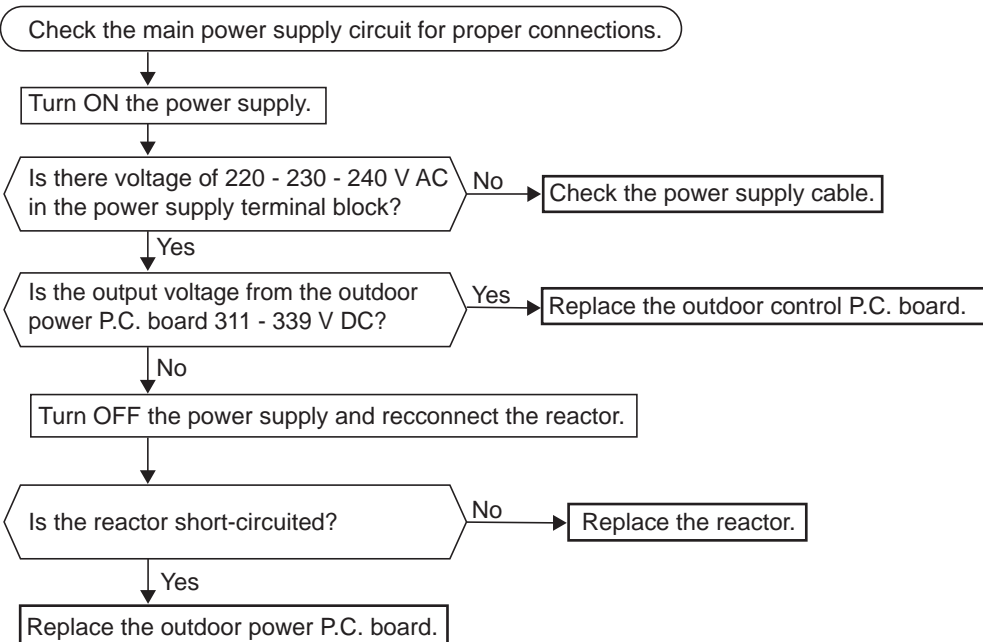 Check the main power supply circuit for proper connections.
Turn ON the power supply.
Is there voltage of 220 - 230 - 240 V AC
in the power supply terminal block?
No
Check the power supply cable.
Yes
Is the output voltage from the outdoor
power P.C. board 311 - 339 V DC?
Yes
Replace the outdoor control P.C. board.
No
Turn OFF the power supply and recconnect the reactor.
Is the reactor short-circuited?
No
Replace the reactor.
Yes
Replace the outdoor power P.C. board.